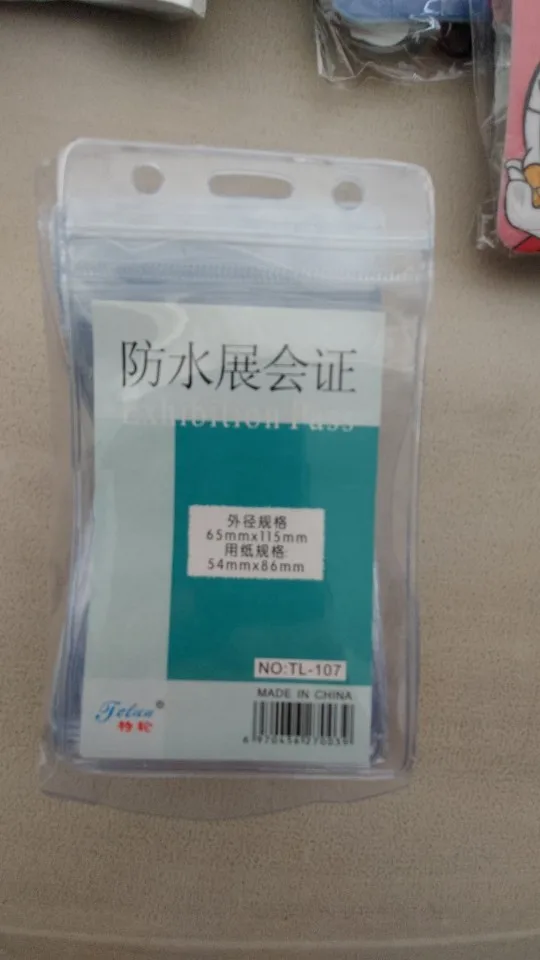 防水展会证
Exhibition Pass
外径规格
65mmx115mm
用纸规格:
54mmx86mm
NO:TL-107
MADE IN CHINA
特轮